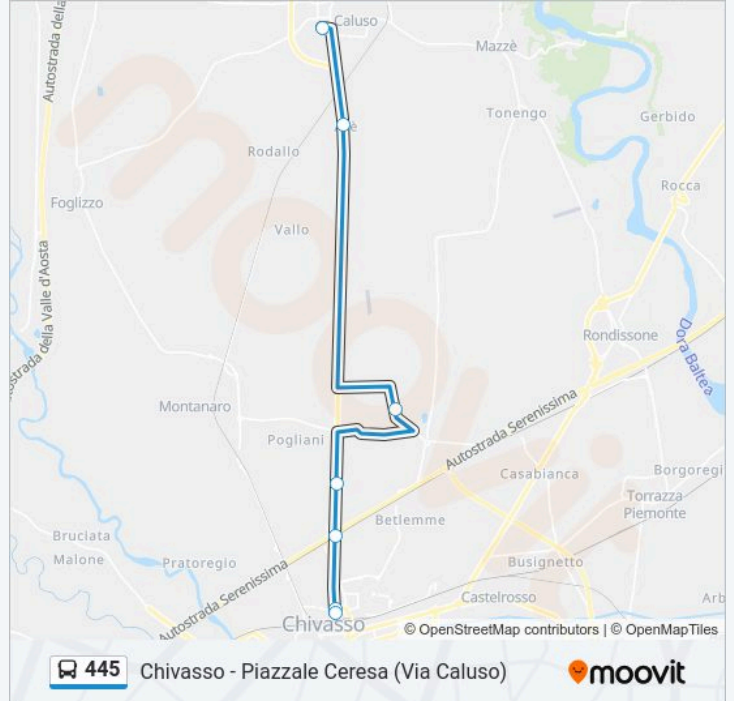 Caluso
Mazzè
Autostrada della
Tonengo
Gerbido
è
Rodallo
Rocca
Foglizzo
Vallo
Autostrada della Valle d'Aosta
Rondissone
Dora Baltea
Montanaro
Autostrada Serenissima
Pogliani
Casabianca
Borgoregi
Torrazza
Piemonte
Betlemme
Bruciata
Malone
Pratoregio
Busignetto
Autostrada Serenissima
Castelrosso
Arb
Chivasso
© OpenStreetMap contributors | © OpenMapTiles
moovit
445 Chivasso - Piazzale Ceresa (Via Caluso) moovit